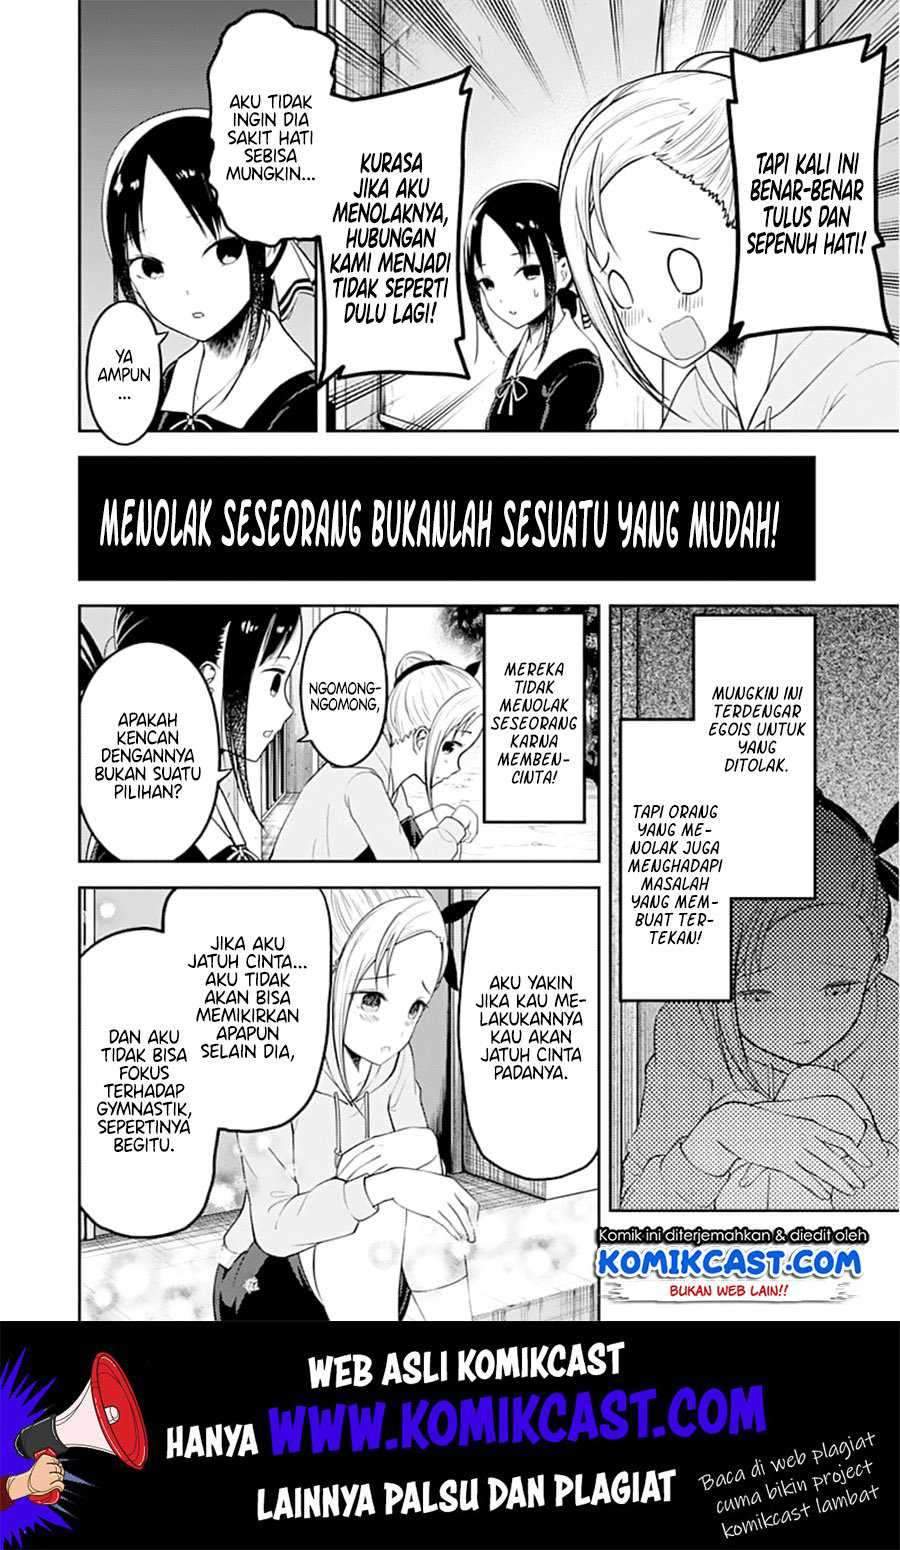 TAPI KALI INI
BENAR-BENAR
TULUS DAN
SEPENUH HATI!
KURASA
JIKA AKU
MENOLAKNYA,
HUBUNGAN
KAMI MENJADI
TIDAK SEPERTI
DULU LAGI!
AKU TIDAK
INGIN DIA
SAKIT HATI
SEBISA
MUNGKIN...
YA
AMPUN
...
MENOLAK SESEORANG BUKANLAH SESUATU YANG MUDAH!
MUNGKIN INI
TERDENGAR
EGOIS UNTUK
YANG
DITOLAK.
TAPI ORANG
YANG ME-
NOLAK JUGA
MENGHADAPI
MASALAH
YANG MEM-
BUAT TER-
TEKAN!
MEREKA
TIDAK
MENOLAK
SESEORANG
KARNA
MEMBEN-
CINTA!
NGOMONG-
NGOMONG,
APAKAH
KENCAN
DENGANNYA
BUKAN SUATU
PILIHAN?
AKU YAKIN
JIKA KAU ME-
LAKUKANNYA
KAU AKAN
JATUH CINTA
PADANYA.
JIKA AKU
JATUH CINTA...
AKU TIDAK
AKAN BISA
MEMIKIRKAN
APAPUN
SELAIN DIA,
DAN AKU
TIDAK BISA
FOKUS
TERHADAP
GYMNASTIK,
SEPERTINYA
BEGITU.
Komik ini diterjemahkan & diedit oleh
KOMIKCAST.COM
BUKAN WEB LAIN!!
WEB ASLI KOMIKCAST
HANYA WWW.KOMIKCAST.COM
LAINNYA PALSU DAN PLAGIAT
Baca di web plagiat
cuma bikin project
komikcast lambat